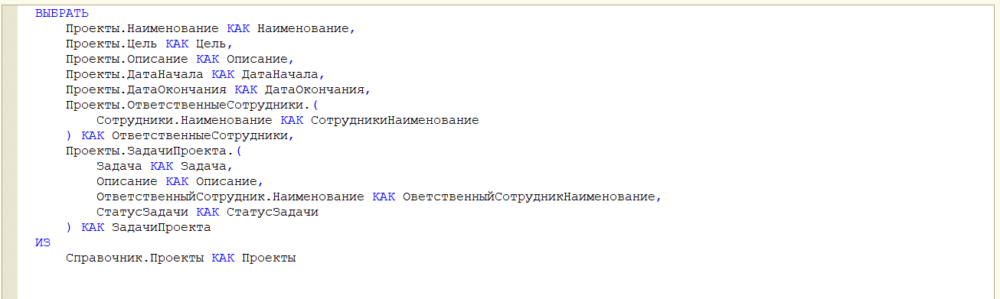 ВЫБРАТЬ
Проекты.Наименование КАК Наименование,
Проекты.Цель КАК Цель,
Проекты.Описание КАК Описание,
Проекты.ДатаНачала КАК ДатаНачала,
Проекты.ДатаОкончания КАК ДатаОкончания,
Проекты.ОтветственныеСотрудники.(
Сотрудники.Наименование КАК СотрудникиНаименование
) КАК ОтветственныеСотрудники,
Проекты.ЗадачиПроекта.(
Задача КАК Задача,
Описание КАК Описание,
ОтветственныйСотрудник.Наименование КАК ОветственныйСотрудникНаименование,
СтатусЗадачи КАК СтатусЗадачи
) КАК ЗадачиПроекта
ИЗ
Справочник.Проекты КАК Проекты